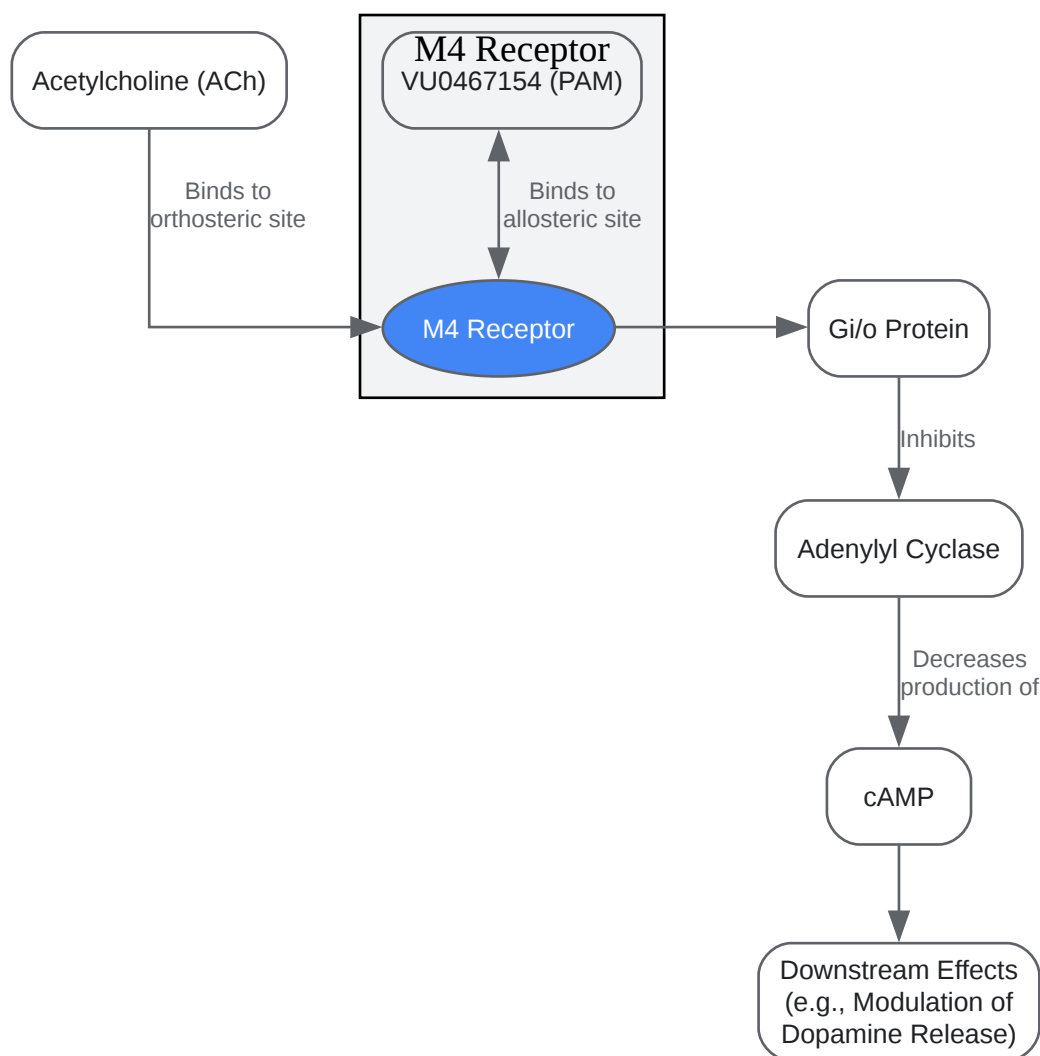 M4 Receptor
Acetylcholine (ACh)
VU0467154 (PAM)
Binds to
orthosteric site
Binds to
allosteric site
M4 Receptor
Gi/o Protein
Inhibits
Adenylyl Cyclase
Decreases
production of
cAMP
Downstream Effects
(e.g., Modulation of
Dopamine Release)